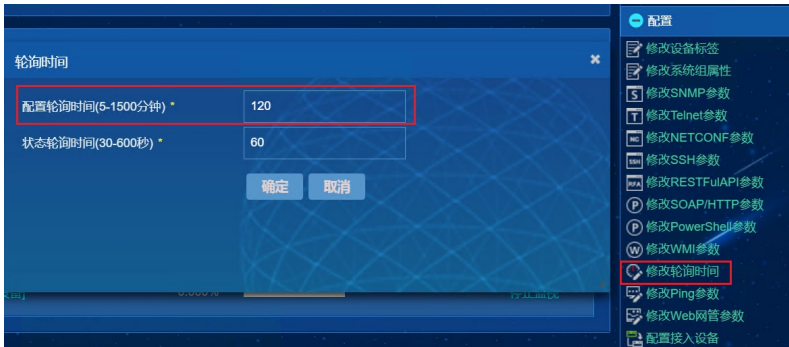 轮询时间
配置轮询时间(5-1500分钟) *
120
状态轮询时间(30-600秒) *
60
确定
取消
配置
修改设备标签
修改系统组属性
修改SNMP参数
修改Telnet参数
修改NETCONF参数
修改SSH参数
修改RESTFulAPI参数
修改SOAP/HTTP参数
修改PowerShell参数
修改WMI参数
修改轮询时间
修改Ping参数
修改Web网管参数
配置接入设备